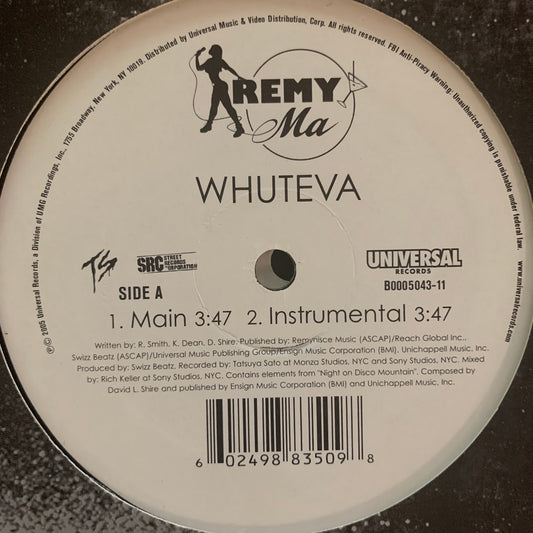 ℗© 2005 Universal Records, a Division of UMG Recordings, Inc., 1755 Broadway, New York, NY 10019. Distributed by Universal Music & Video Distribution, Corp. All rights reserved. FBI Anti-Piracy Warning: Unauthorized copying is punishable under federal law. www.universalrecords.com
REMY
Ma
WHUTEVA
TS
SRC STREET
RECORDS
CORPORATION
UNIVERSAL
RECORDS
B0005043-11
SIDE A
1. Main 3:47 2. Instrumental 3:47
Written by: R. Smith, K. Dean, D. Shire. Published by: Remynisce Music (ASCAP)/Reach Global Inc.,
Swizz Beatz (ASCAP)/Universal Music Publishing Group/Ensign Music Corporation (BMI), Unichappell Music, Inc.
Produced by: Swizz Beatz, Recorded by: Tatsuya Sato at Monza Studios, NYC and Sony Studios, NYC. Mixed
by: Rich Keller at Sony Studios, NYC. Contains elements from "Night on Disco Mountain". Composed by
David L. Shire and published by Ensign Music Corporation (BMI) and Unichappell Music, Inc.
6 02498 83509 8